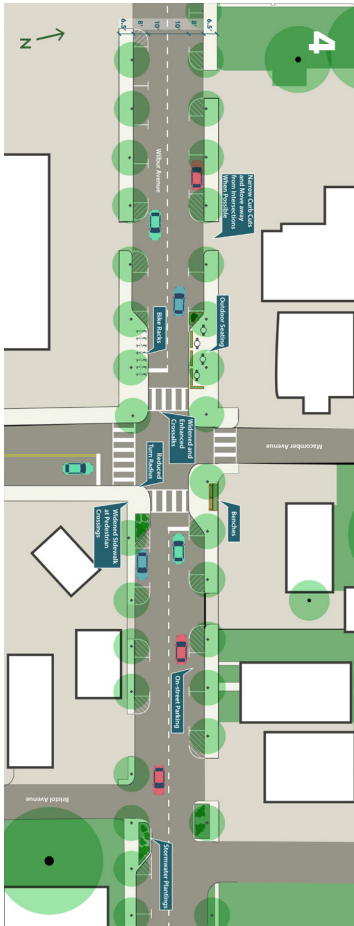 4
6.5'
8'
10'
10'
8'
6.5'
N
Wilbur Avenue
Narrow Curb Cuts
and Move away
from Intersections
When Possible
Outdoor Seating
Bike Racks
Widened and
Enhanced
Crossalks
Macomber Avenue
Reduced
Turn Radius
Benches
Widened Sidewalk
at Pedestrian
Crossings
On-street Parking
Bristol Avenue
Stormwater Plantings